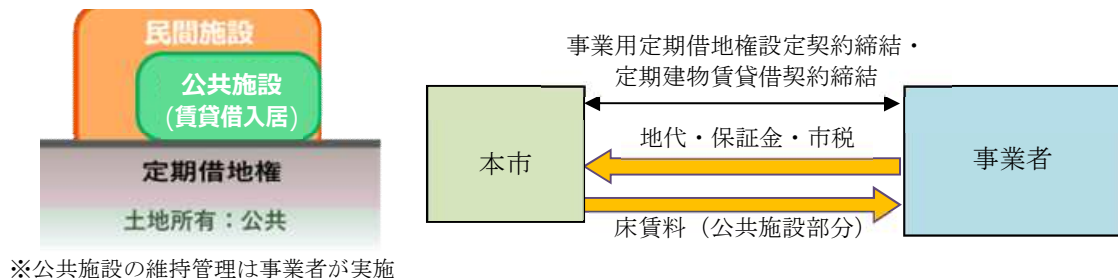 民間施設
公共施設
(賃貸借入居)
定期借地権
土地所有：公共
※公共施設の維持管理は事業者が実施
事業用定期借地権設定契約締結・
定期建物賃貸借契約締結
本市
地代・保証金・市税
事業者
床賃料（公共施設部分）